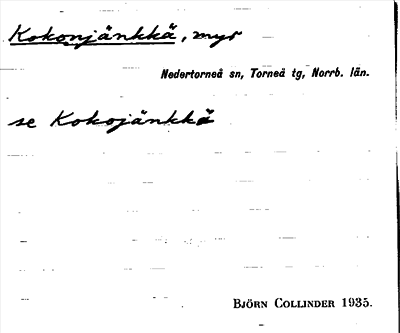 Kokonjänkkä, myr
Nedertorneå sn, Torneå tg, Norrb. län.
se Kokojänkkä
BJÖRN COLLINDER 1935.